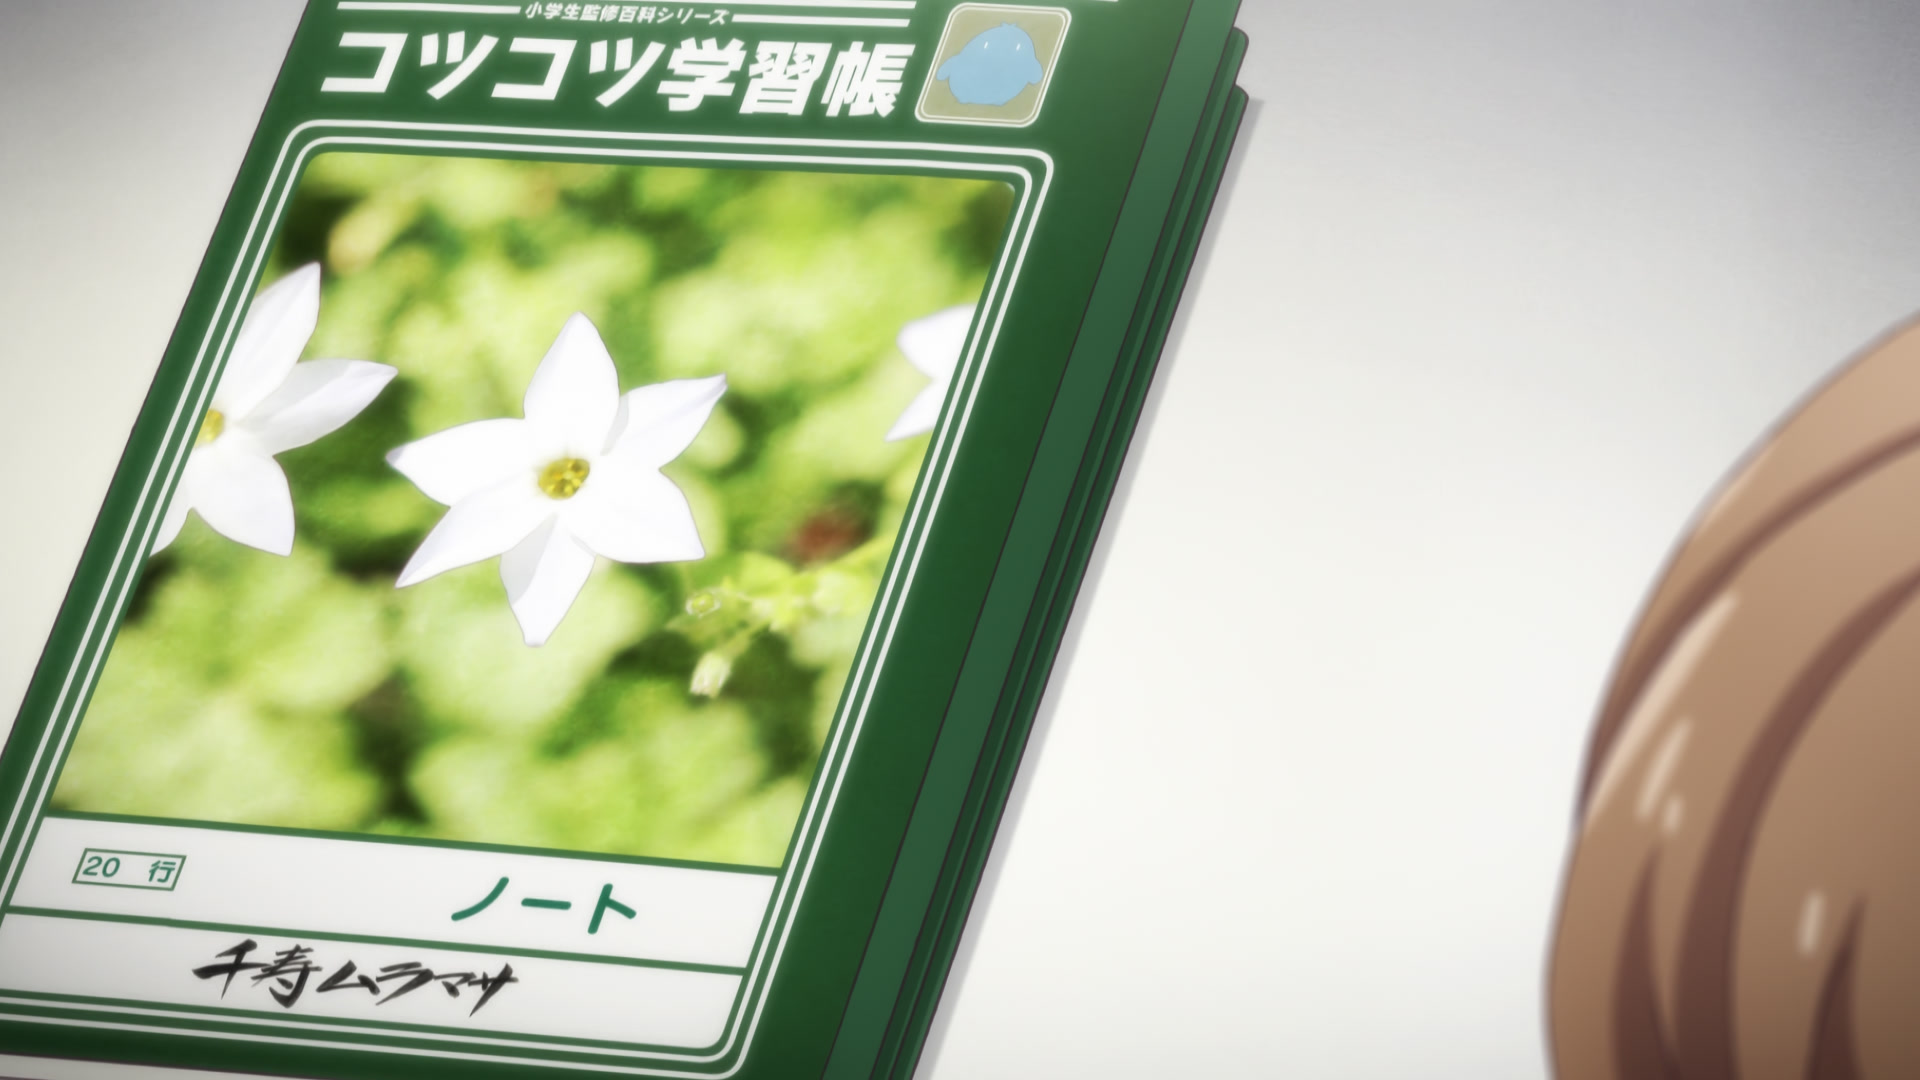 小学生監修百科シリーズ
コツコツ学習帳
20 行
ノート
千寿ムラマサ